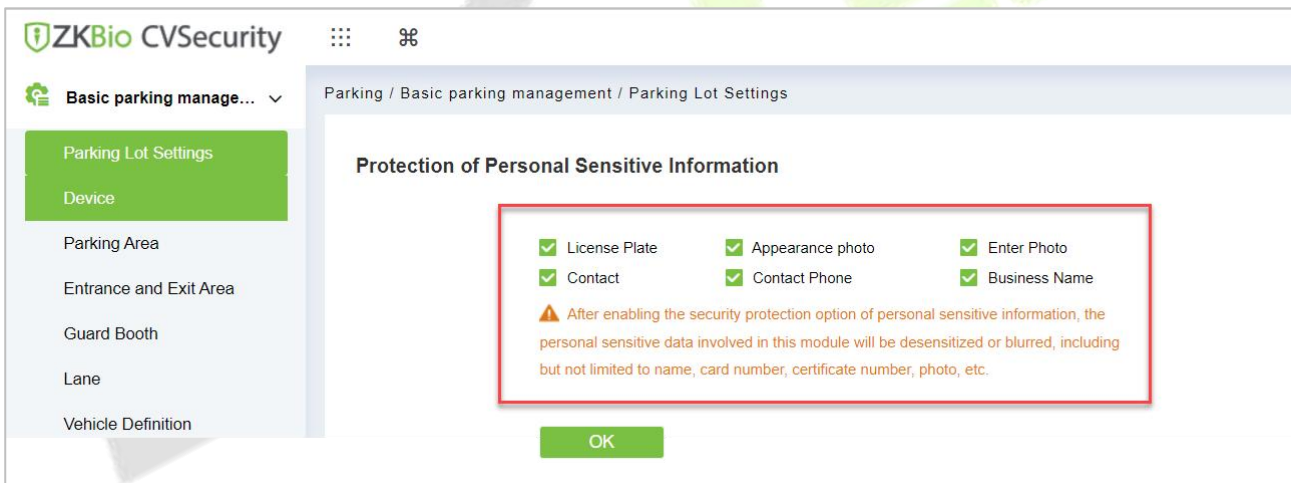 ZKBio CVSecurity
Basic parking manage...
Parking / Basic parking management / Parking Lot Settings
Parking Lot Settings
Device
Parking Area
Entrance and Exit Area
Guard Booth
Lane
Vehicle Definition
Protection of Personal Sensitive Information
License Plate
Appearance photo
Enter Photo
Contact
Contact Phone
Business Name
After enabling the security protection option of personal sensitive information, the
personal sensitive data involved in this module will be desensitized or blurred, including
but not limited to name, card number, certificate number, photo, etc.
OK